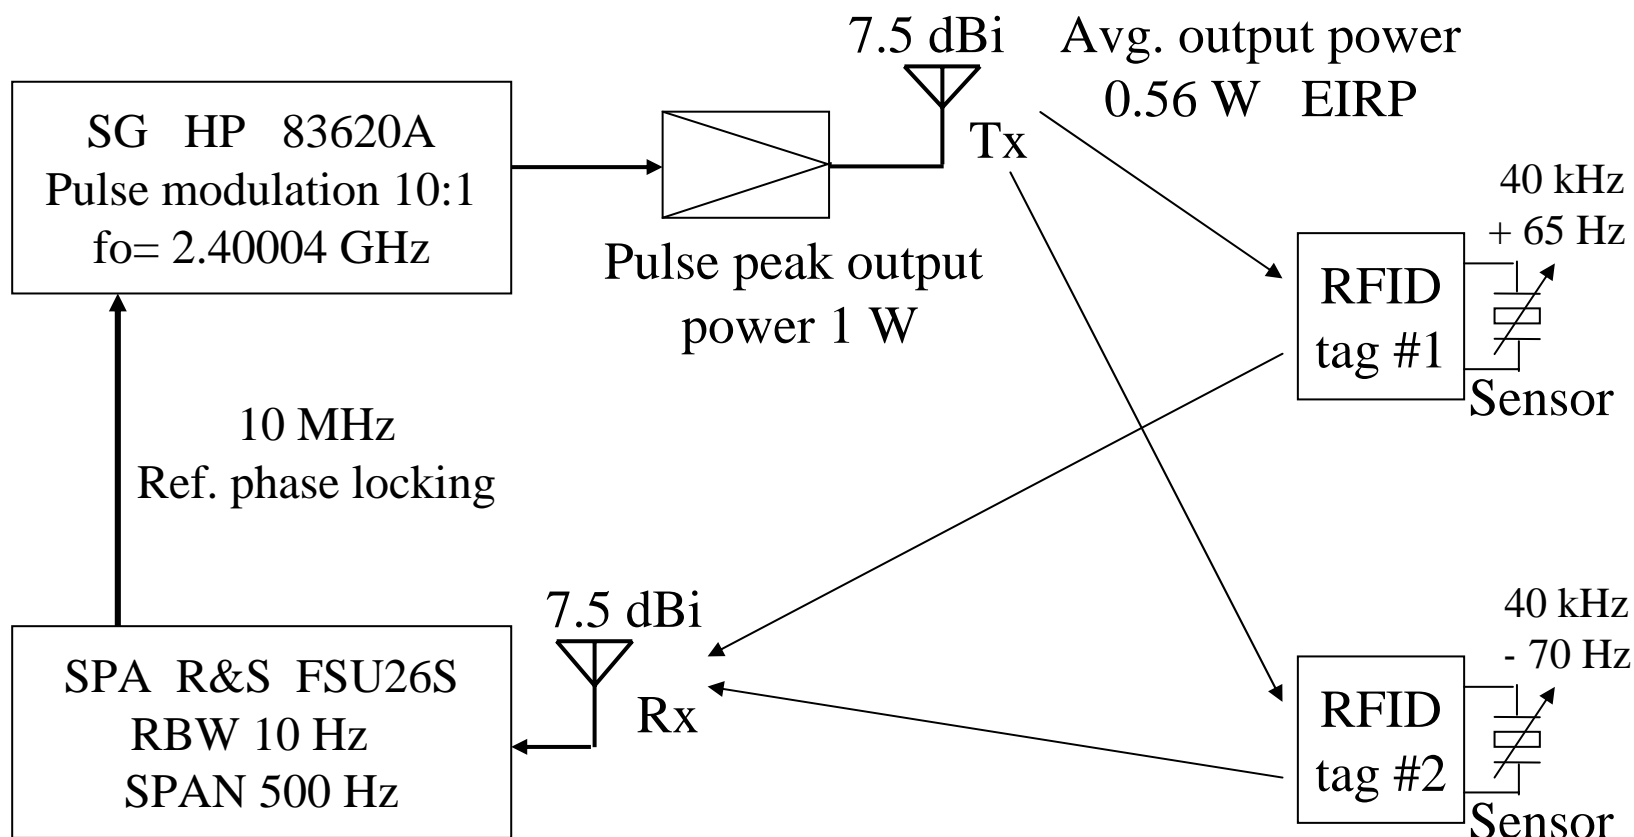 7.5 dBi
Avg. output power
0.56 W EIRP
SG HP 83620A
Pulse modulation 10:1
fo= 2.40004 GHz
Tx
Pulse peak output
power 1 W
40 kHz
+ 65 Hz
RFID
tag #1
Sensor
10 MHz
Ref. phase locking
7.5 dBi
Rx
SPA R&S FSU26S
RBW 10 Hz
SPAN 500 Hz
40 kHz
- 70 Hz
RFID
tag #2
Sensor